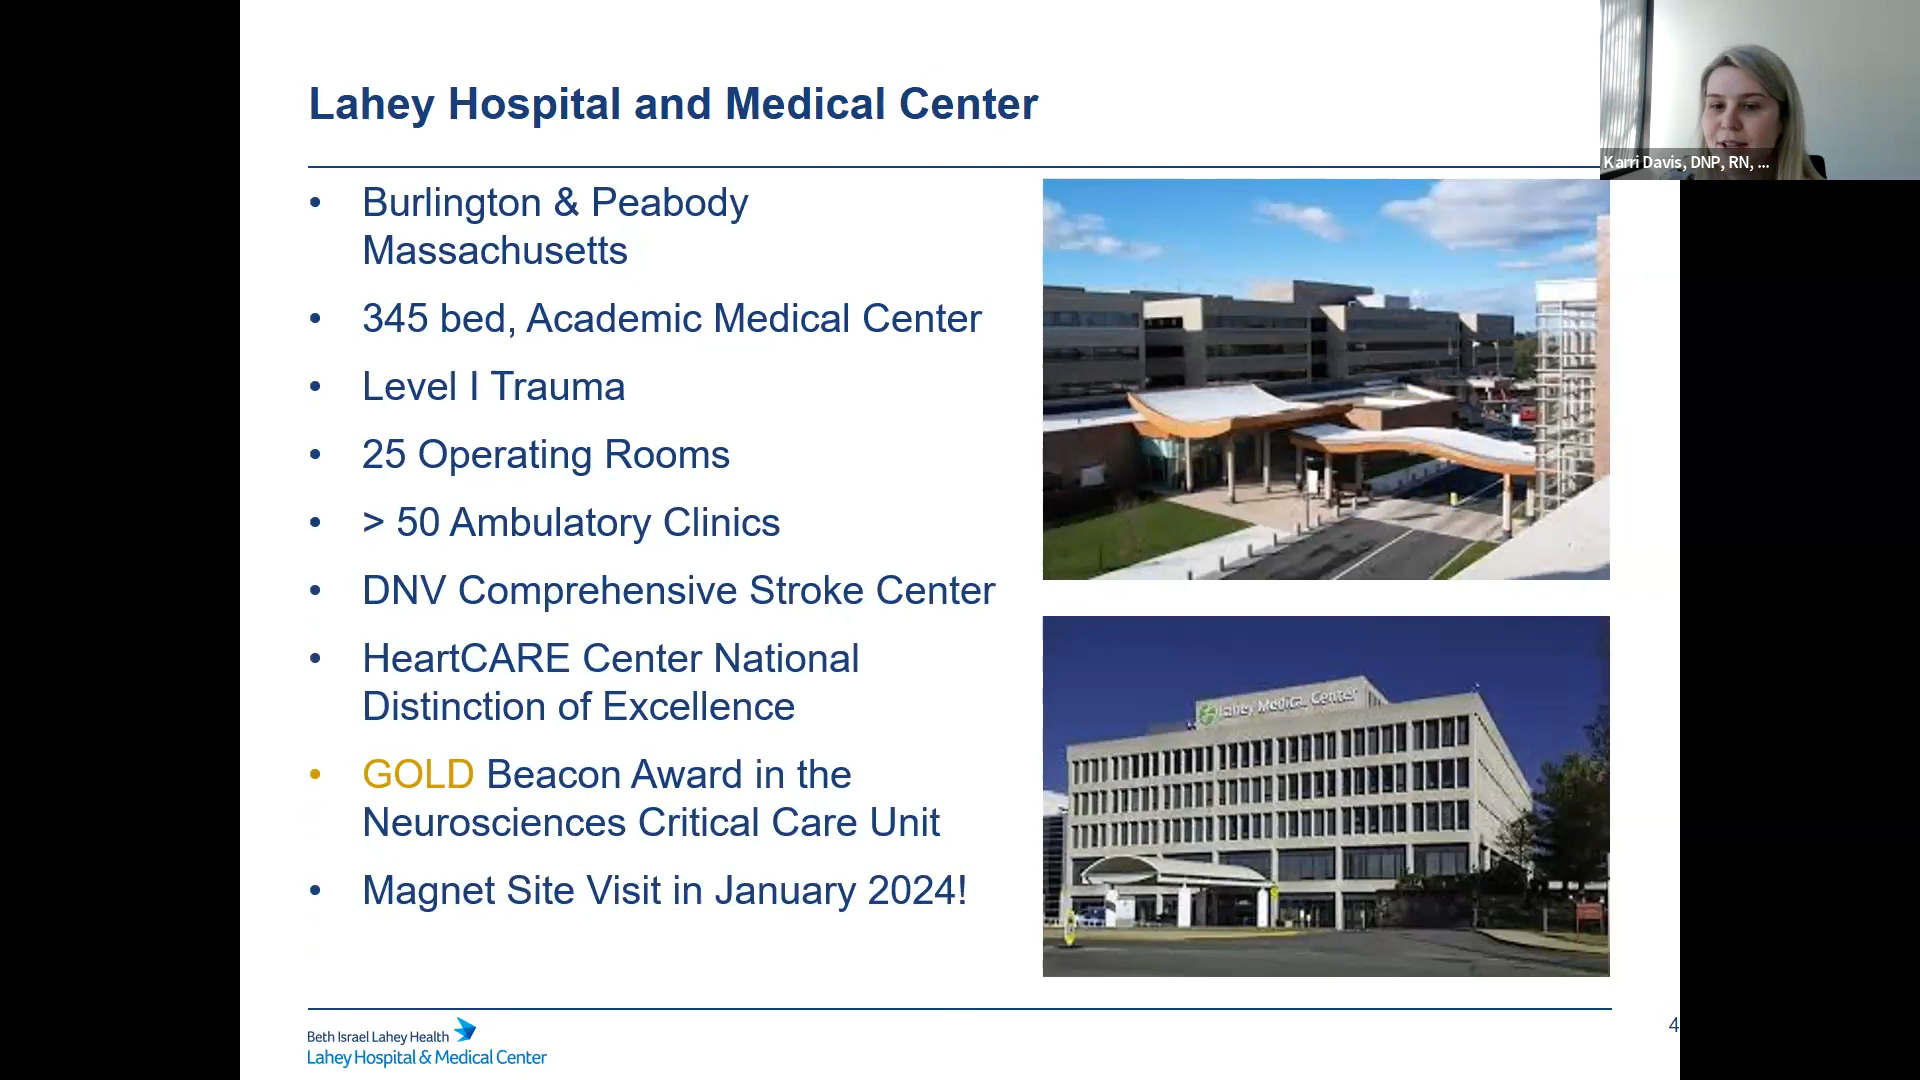 Lahey Hospital and Medical Center
Karri Davis, DNP, RN, ...
• Burlington & Peabody
Massachusetts
• 345 bed, Academic Medical Center
• Level I Trauma
• 25 Operating Rooms
• > 50 Ambulatory Clinics
• DNV Comprehensive Stroke Center
• HeartCARE Center National
Distinction of Excellence
• GOLD Beacon Award in the
Neurosciences Critical Care Unit
• Magnet Site Visit in January 2024!
Lahey Medical Center
Beth Israel Lahey Health
Lahey Hospital & Medical Center
4